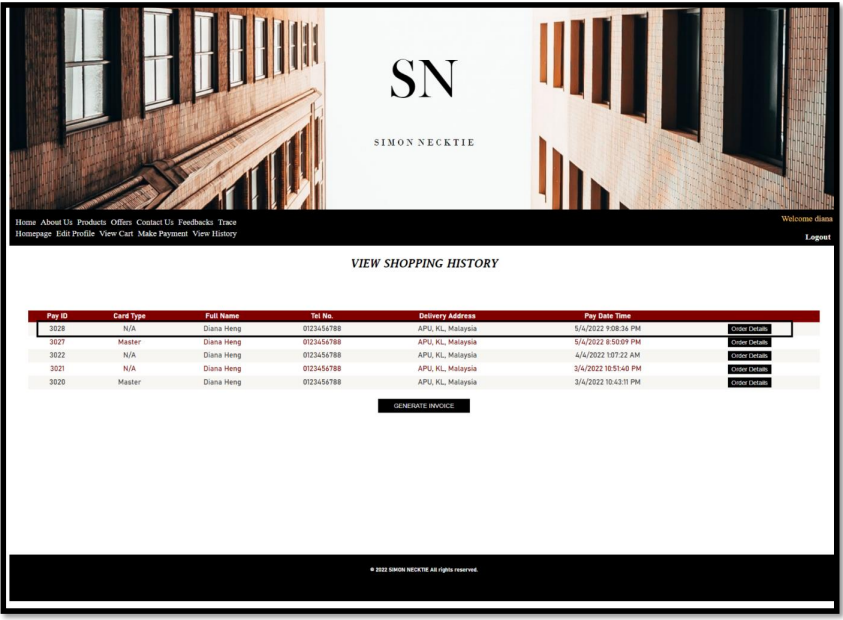 SN
SIMON NECKTIE
Home About Us Products Offers Contact Us Feedbacks Trace
Welcome diana
Homepage Edit Profile View Cart Make Payment View History
Logout
VIEW SHOPPING HISTORY
Pay ID Card Type Full Name Tel No. Delivery Address Pay Date Time
3028 N/A Diana Heng 0123456788 APU, KL, Malaysia 5/4/2022 9:08:36 PM Order Details
3027 Master Diana Heng 0123456788 APU, KL, Malaysia 5/4/2022 8:50:09 PM Order Details
3022 N/A Diana Heng 0123456788 APU, KL, Malaysia 4/4/2022 1:07:22 AM Order Details
3021 N/A Diana Heng 0123456788 APU, KL, Malaysia 3/4/2022 10:51:40 PM Order Details
3020 Master Diana Heng 0123456788 APU, KL, Malaysia 3/4/2022 10:43:11 PM Order Details
GENERATE INVOICE
© 2022 SIMON NECKTIE All rights reserved.